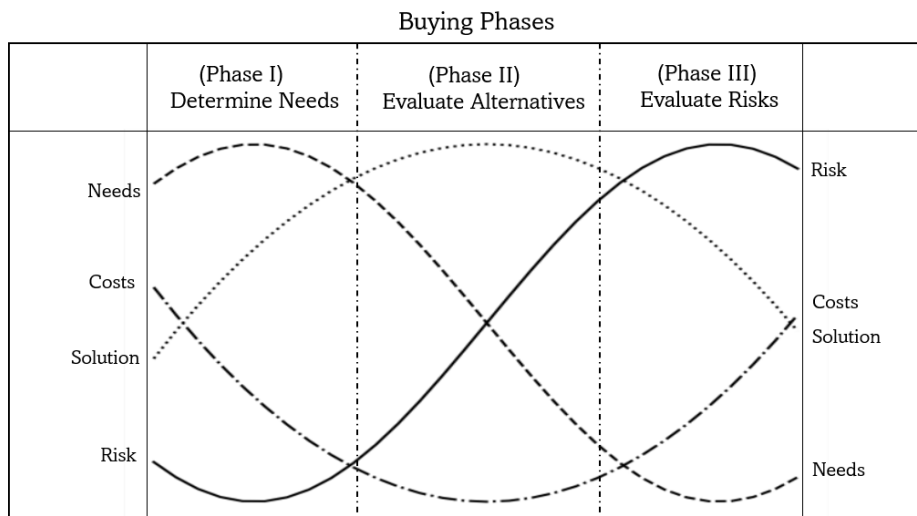 Buying Phases
(Phase I)
Determine Needs
(Phase II)
Evaluate Alternatives
(Phase III)
Evaluate Risks
Needs
Costs
Solution
Risk
Risk
Costs
Solution
Needs